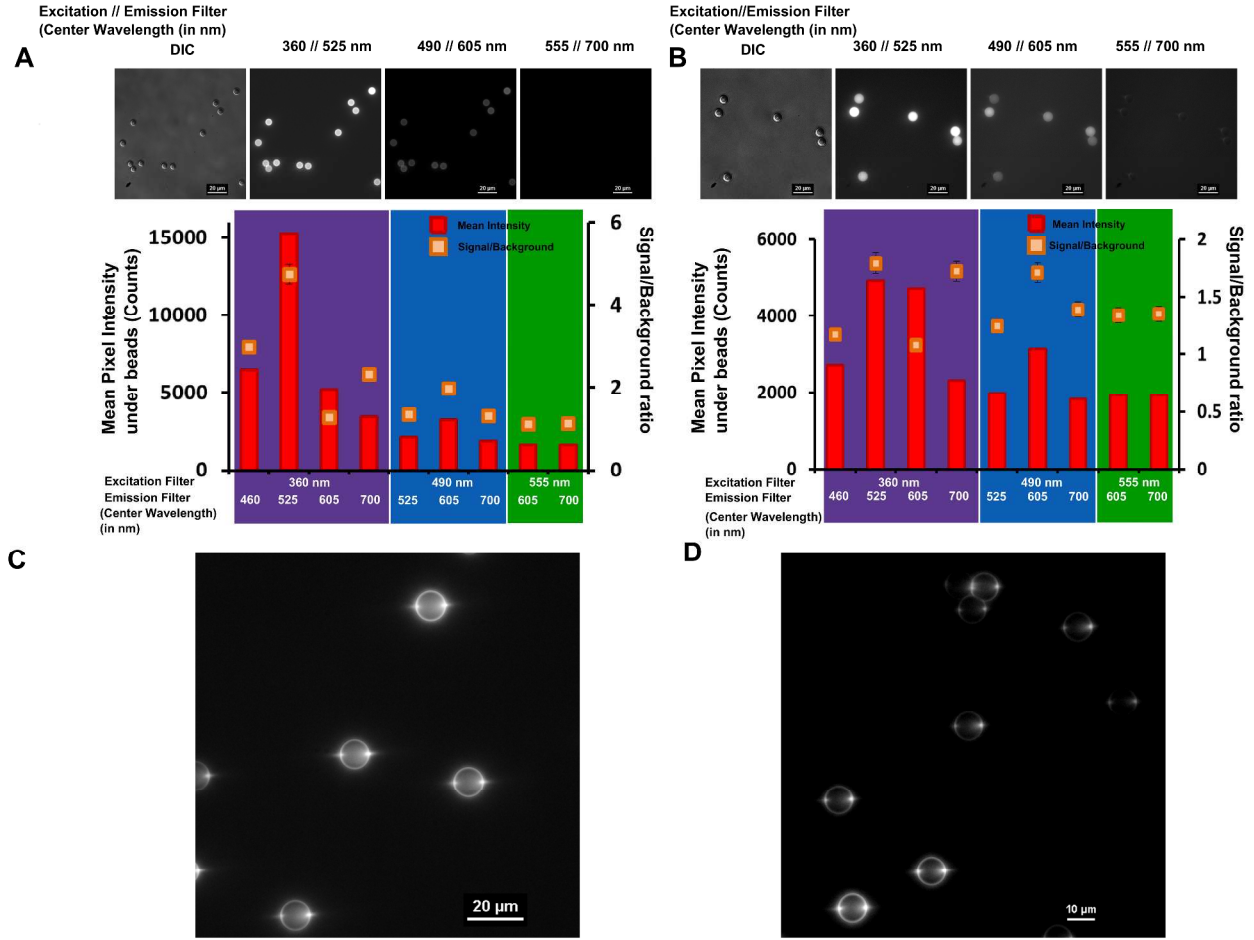 Excitation // Emission Filter
(Center Wavelength (in nm)
A
DIC
360 // 525 nm
490 // 605 nm
555 // 700 nm
20 µm
20 µm
20 µm
20 µm
15000
10000
5000
0
Mean Pixel Intensity
under beads (Counts)
6
4
2
0
Signal/Background
ratio
Mean Intensity
Signal/Background
Excitation Filter
360 nm
490 nm
555 nm
Emission Filter
460
525
605
700
525
605
700
605
700
(Center Wavelength)
(in nm)
Excitation//Emission Filter
(Center Wavelength (in nm)
B
DIC
360 // 525 nm
490 // 605 nm
555 // 700 nm
20 µm
20 µm
20 µm
20 µm
6000
4000
2000
0
Mean Pixel Intensity
under beads (Counts)
2
1.5
1
0.5
0
Signal/Background
ratio
Mean Intensity
Signal/Background
Excitation Filter
360 nm
490 nm
555 nm
Emission Filter
460
525
605
700
525
605
700
605
700
(Center Wavelength)
(in nm)
C
20 µm
D
10 µm